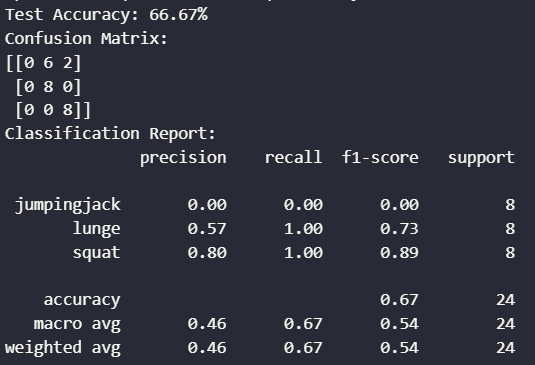 Test Accuracy: 66.67%
Confusion Matrix:
[[0 6 2]
 [0 8 0]
 [0 0 8]]
Classification Report:
              precision    recall  f1-score   support

 jumpingjack       0.00      0.00      0.00         8
       lunge       0.57      1.00      0.73         8
       squat       0.80      1.00      0.89         8

    accuracy                           0.67        24
   macro avg       0.46      0.67      0.54        24
weighted avg       0.46      0.67      0.54        24